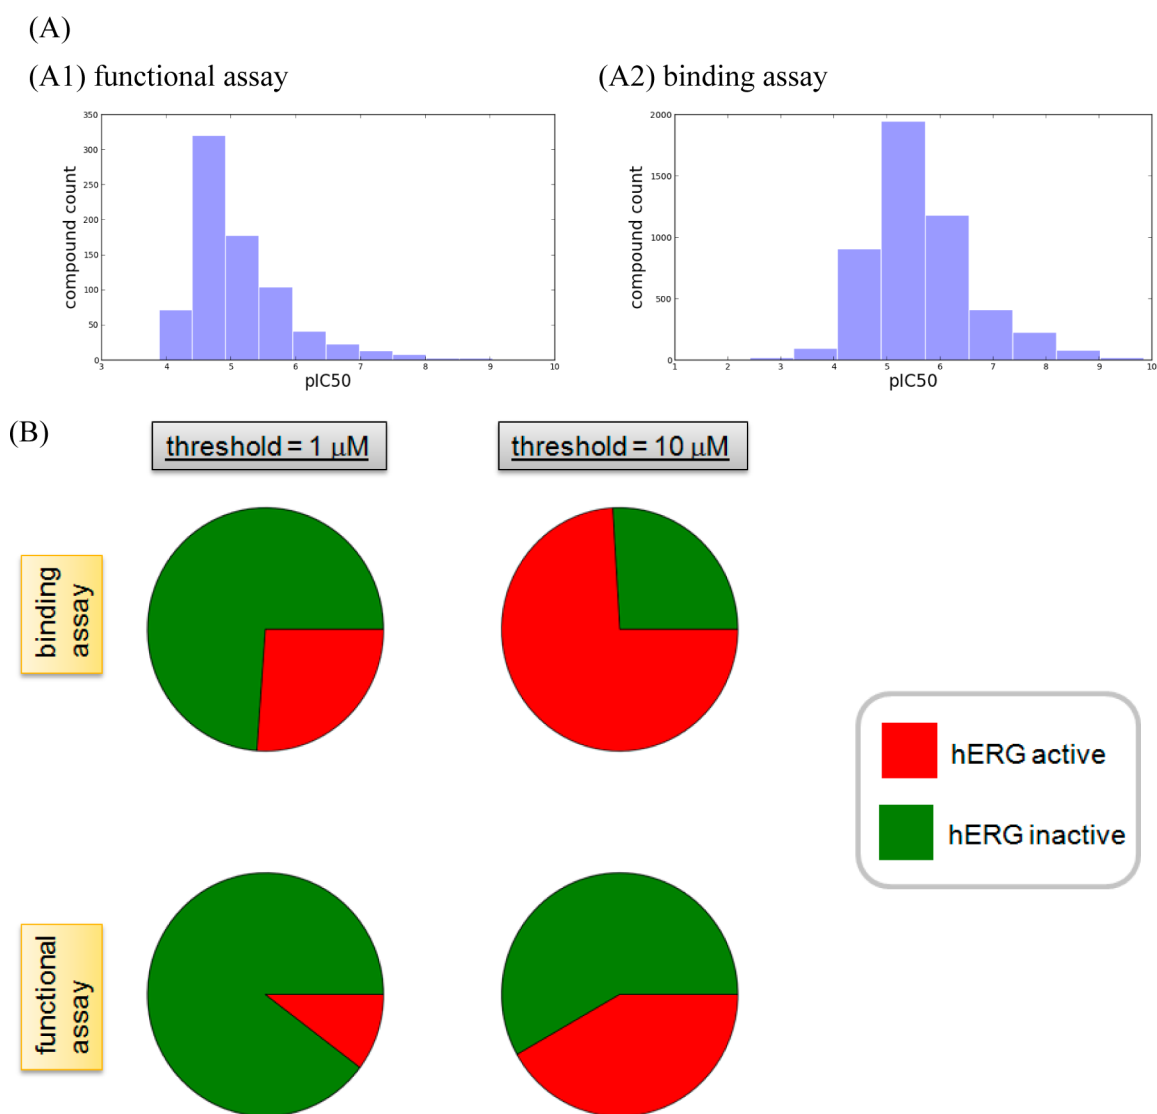 (A)
(A1) functional assay
(A2) binding assay
compound count
350
300
250
200
150
100
50
0
3
4
5
6
7
8
9
10
pIC50
compound count
2000
1500
1000
500
0
1
2
3
4
5
6
7
8
9
10
pIC50
(B)
threshold = 1 μM
threshold = 10 μM
binding
assay
hERG active
hERG inactive
functional
assay